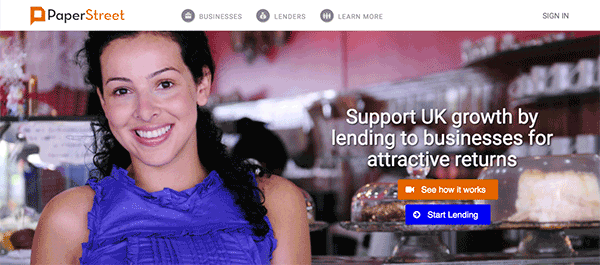 PaperStreet
BUSINESSES
LENDERS
LEARN MORE
SIGN IN
Support UK growth by
lending to businesses for
attractive returns
See how it works
Start Lending